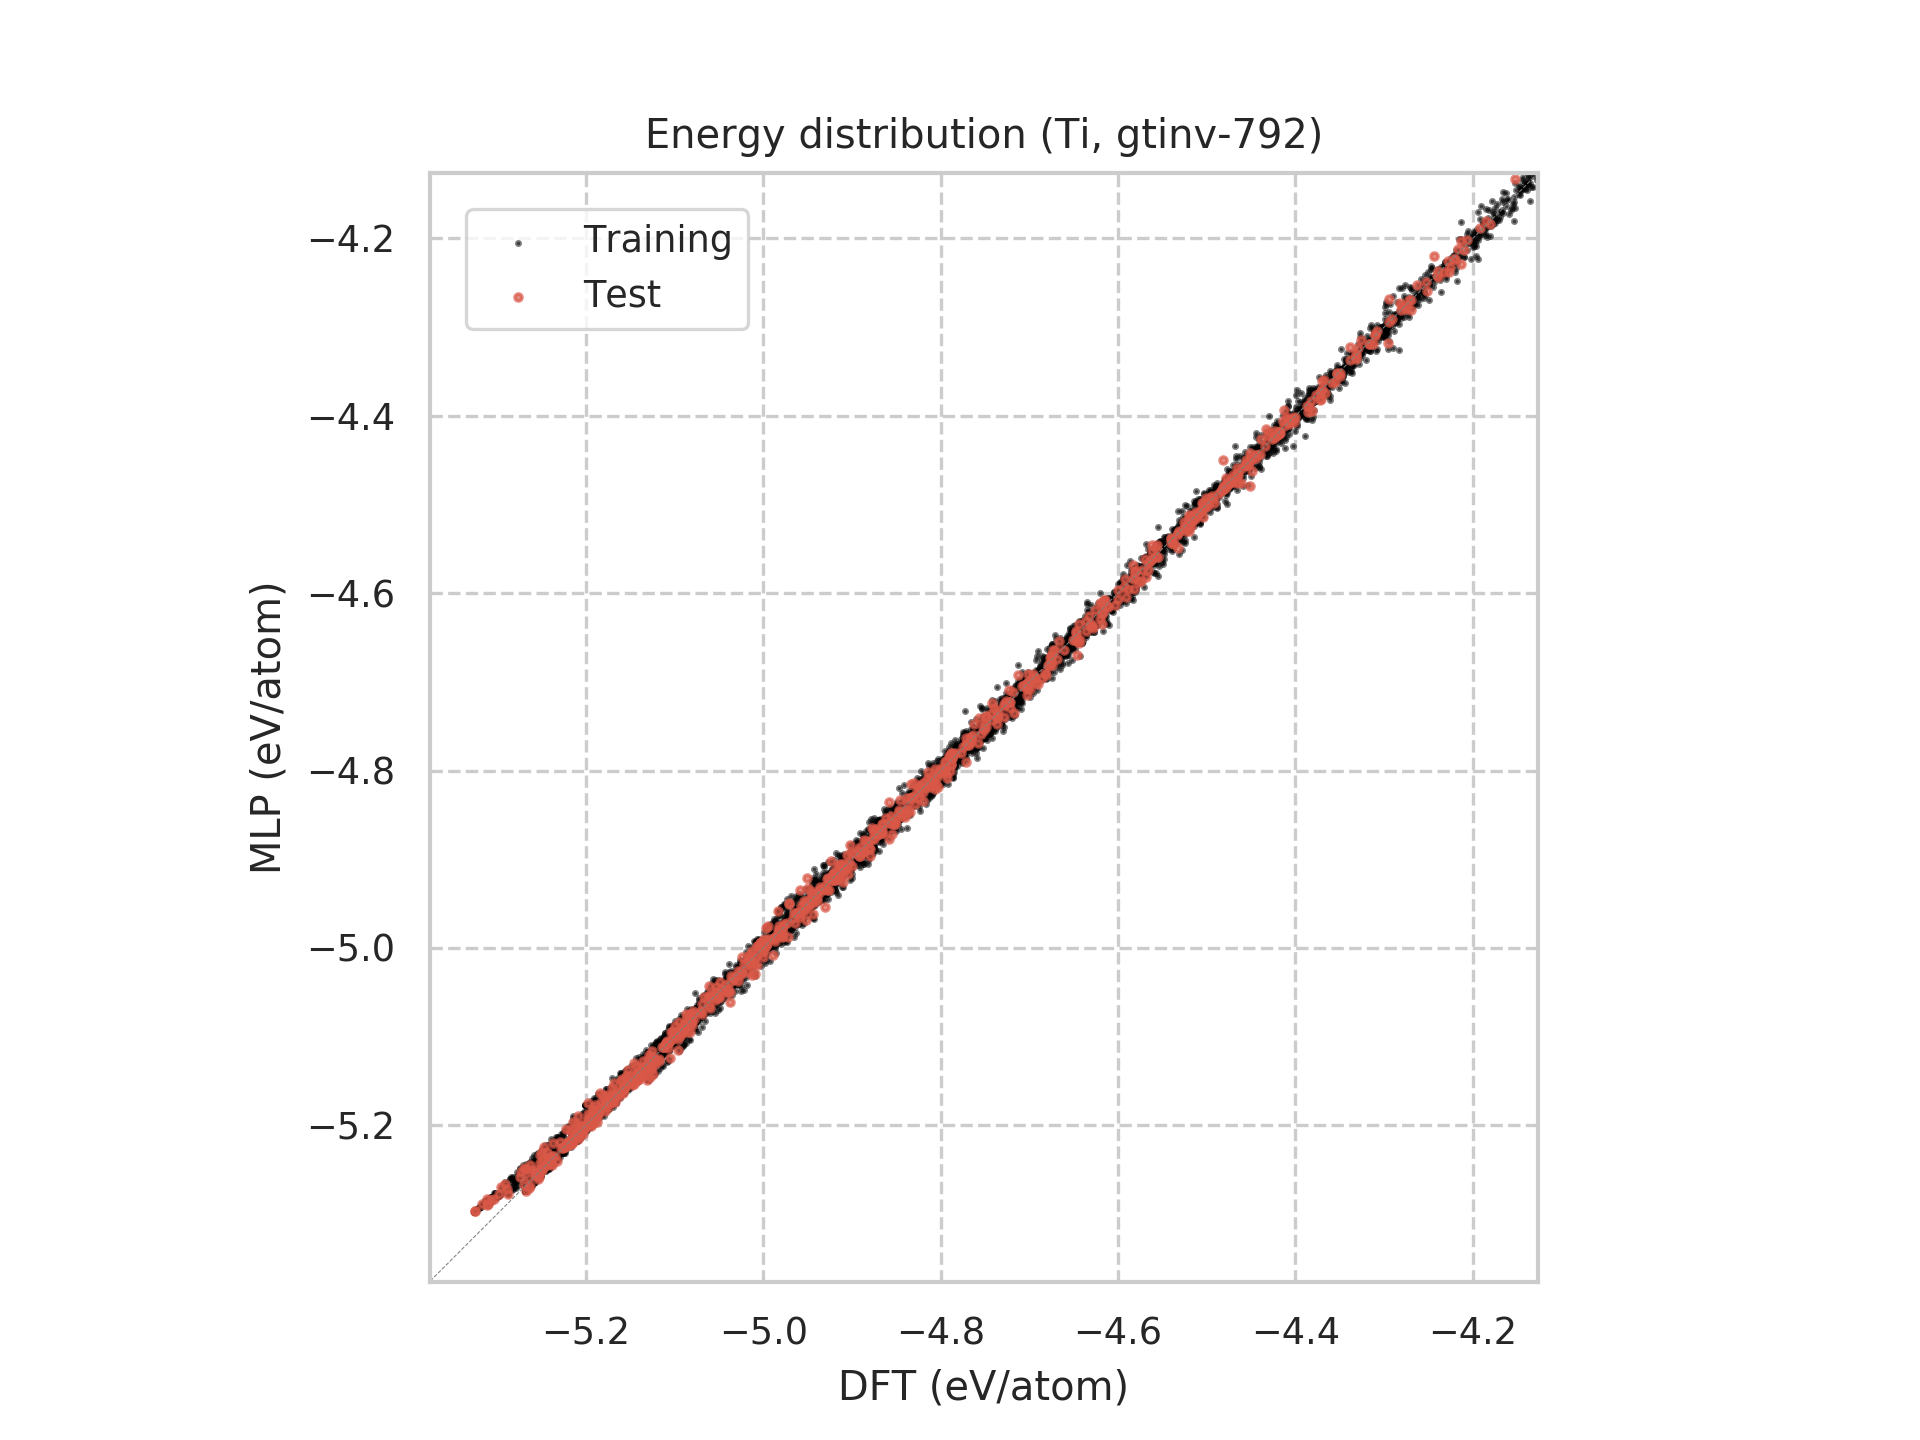 Energy distribution (Ti, gtinv-792)
Training
Test
−4.2
−4.4
−4.6
−4.8
−5.0
−5.2
MLP (eV/atom)
−5.2 −5.0 −4.8 −4.6 −4.4 −4.2
DFT (eV/atom)